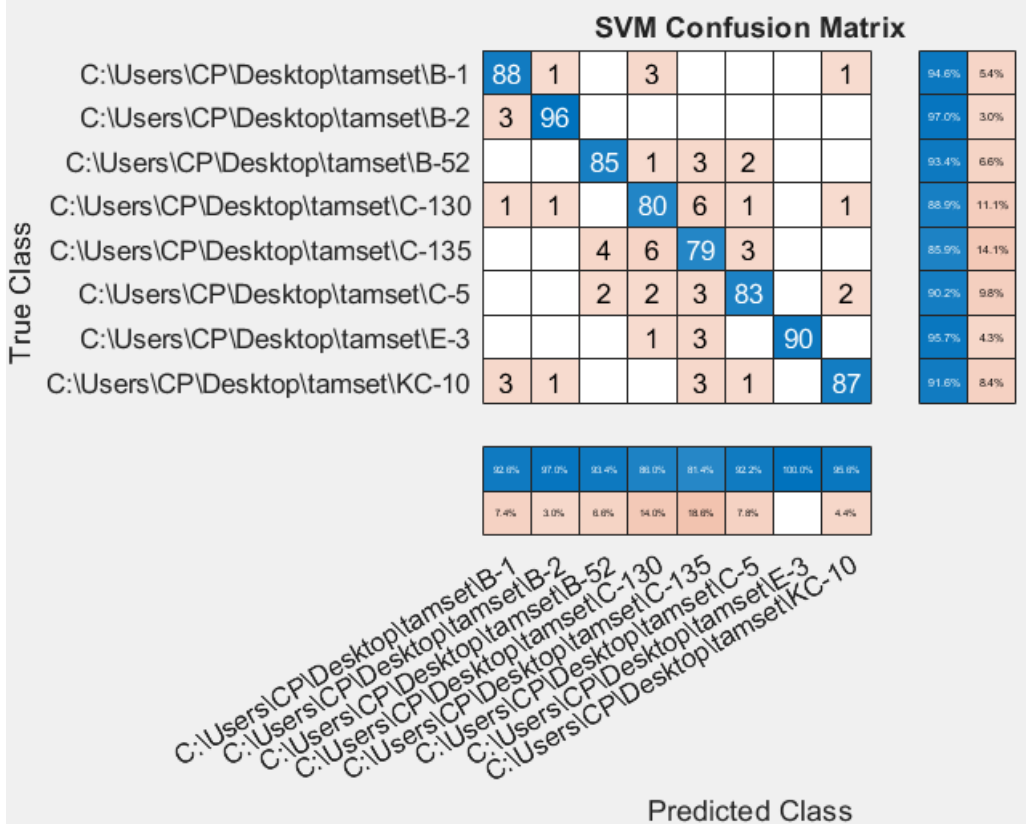 SVM Confusion Matrix
True Class
C:\Users\CP\Desktop\tamset\B-1 88 1 3 1 94.6% 5.4%
C:\Users\CP\Desktop\tamset\B-2 3 96 97.0% 3.0%
C:\Users\CP\Desktop\tamset\B-52 85 1 3 2 93.4% 6.6%
C:\Users\CP\Desktop\tamset\C-130 1 1 80 6 1 1 88.9% 11.1%
C:\Users\CP\Desktop\tamset\C-135 4 6 79 3 85.9% 14.1%
C:\Users\CP\Desktop\tamset\C-5 2 2 3 83 2 90.2% 9.8%
C:\Users\CP\Desktop\tamset\E-3 1 3 90 95.7% 4.3%
C:\Users\CP\Desktop\tamset\KC-10 3 1 3 1 87 91.6% 8.4%
92.6% 97.0% 93.4% 86.0% 81.4% 92.2% 100.0% 95.6%
7.4% 3.0% 6.6% 14.0% 18.6% 7.8% 4.4%
C:\Users\CP\Desktop\tamset\B-1
C:\Users\CP\Desktop\tamset\B-2
C:\Users\CP\Desktop\tamset\B-52
C:\Users\CP\Desktop\tamset\C-130
C:\Users\CP\Desktop\tamset\C-135
C:\Users\CP\Desktop\tamset\C-5
C:\Users\CP\Desktop\tamset\E-3
C:\Users\CP\Desktop\tamset\KC-10
Predicted Class